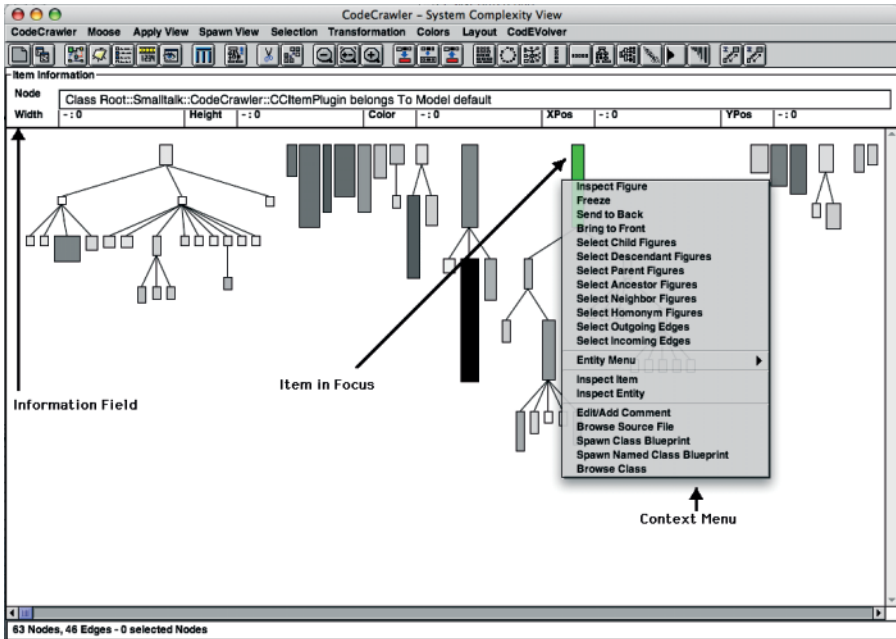 CodeCrawler – System Complexity View
CodeCrawler Moose Apply View Spawn View Selection Transformation Colors Layout CodEVolver
Item Information
Node Class Root::Smalltalk::CodeCrawler::CCItemPlugin belongs To Model default
Width - : 0 Height - : 0 Color - : 0 XPos - : 0 YPos - : 0
Inspect Figure
Freeze
Send to Back
Bring to Front
Select Child Figures
Select Descendant Figures
Select Parent Figures
Select Ancestor Figures
Select Neighbor Figures
Select Homonym Figures
Select Outgoing Edges
Select Incoming Edges
Entity Menu
Inspect Item
Inspect Entity
Edit/Add Comment
Browse Source File
Spawn Class Blueprint
Spawn Named Class Blueprint
Browse Class
Item in Focus
Information Field
Context Menu
63 Nodes, 46 Edges - 0 selected Nodes